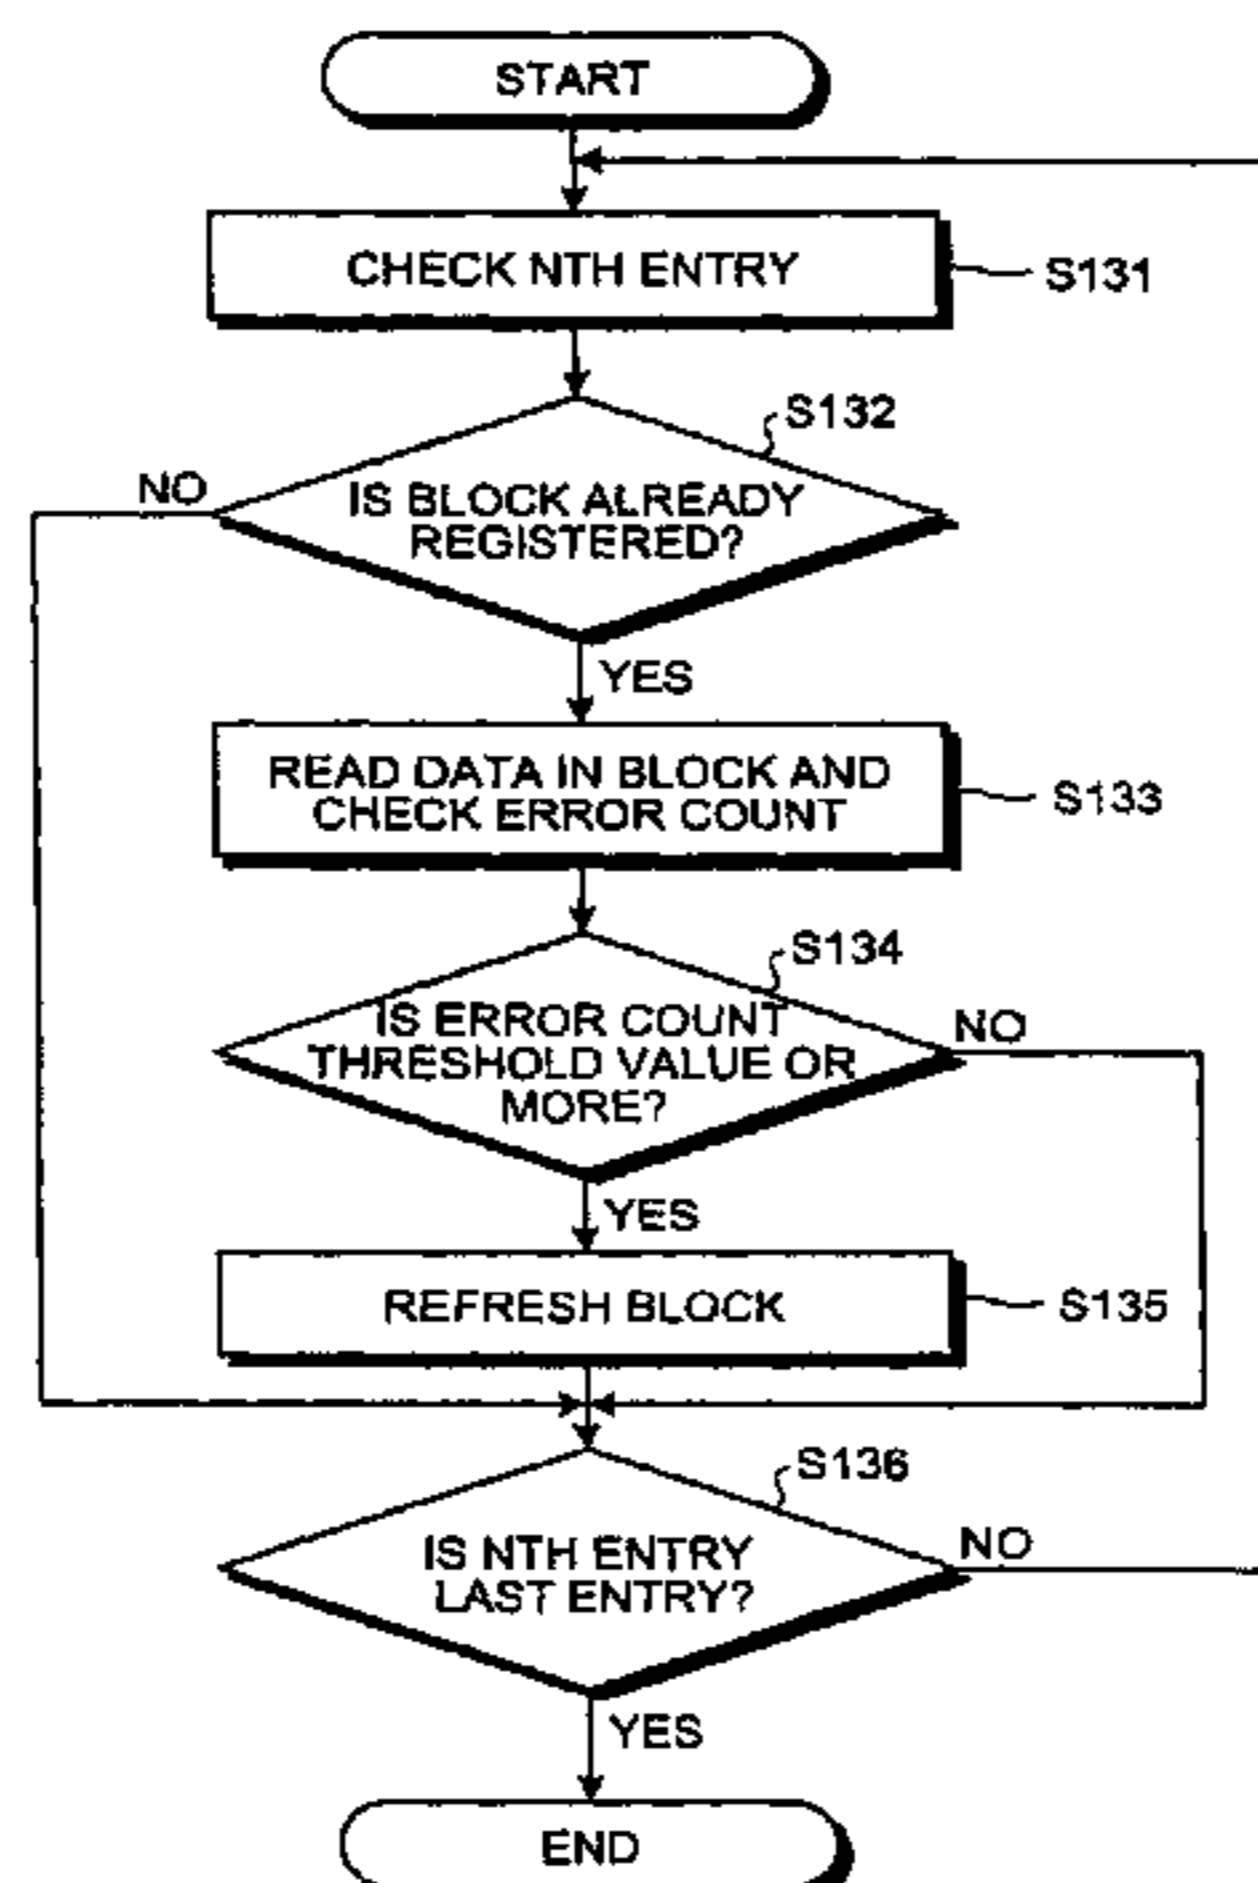 START
CHECK NTH ENTRY
S131
S132
NO
IS BLOCK ALREADY
REGISTERED?
YES
READ DATA IN BLOCK AND
CHECK ERROR COUNT
S133
S134
IS ERROR COUNT
THRESHOLD VALUE OR
MORE?
NO
YES
REFRESH BLOCK
S135
S136
IS NTH ENTRY
LAST ENTRY?
NO
YES
END